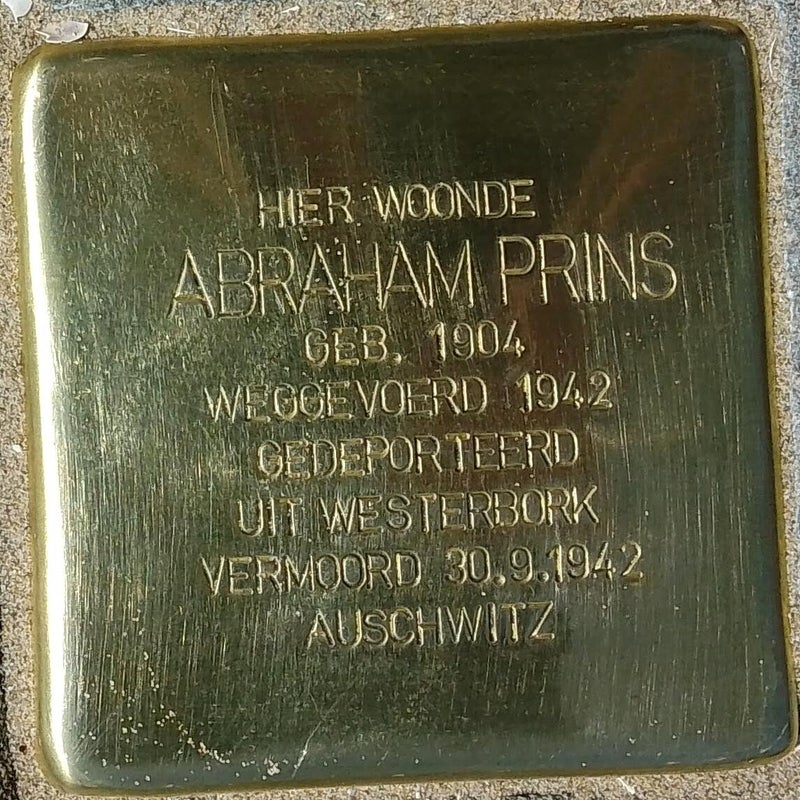 HIER WOONDE
ABRAHAM PRINS
GEB. 1904
WEGGEVOERD 1942
GEDEPORTEERD
UIT WESTERBORK
VERMOORD 30.9.1942
AUSCHWITZ